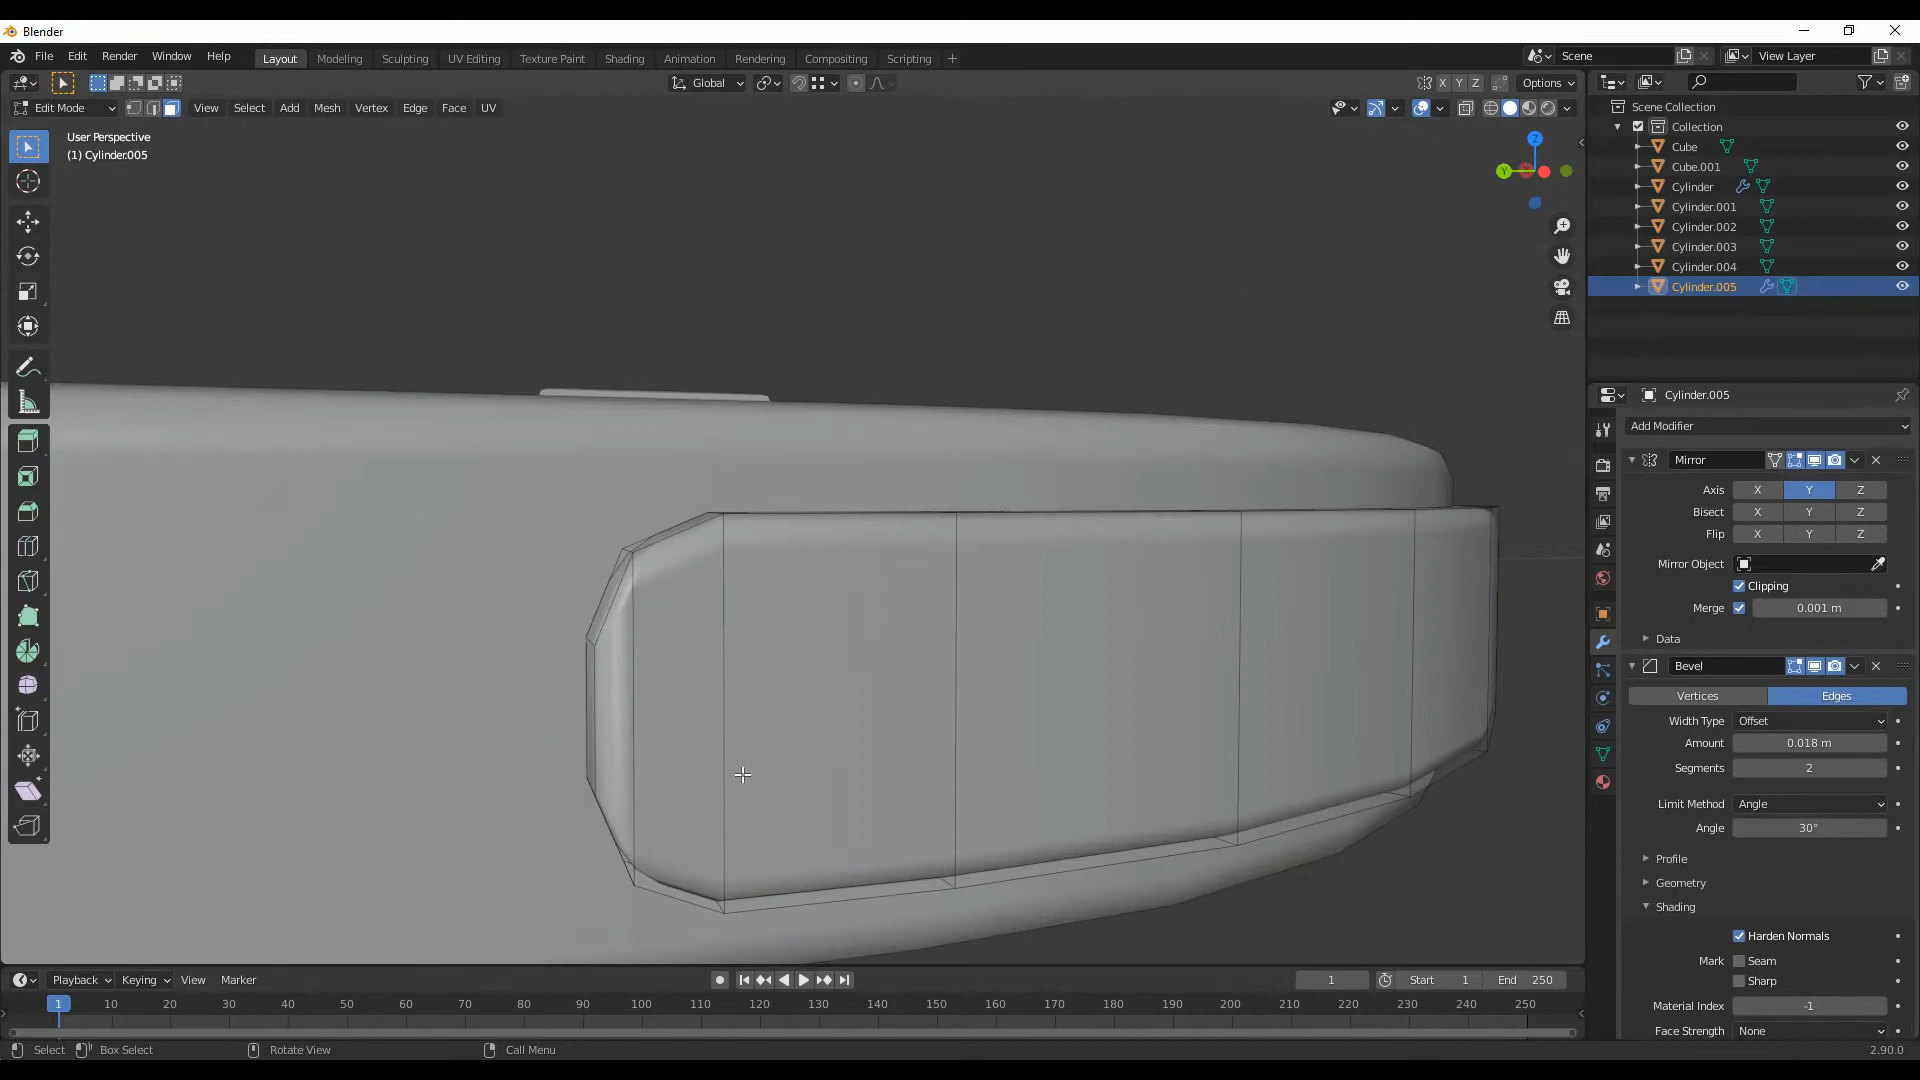 Blender
File Edit Render Window Help Layout Modeling Sculpting UV Editing Texture Paint Shading Animation Rendering Compositing Scripting + Scene View Layer
Global X Y Z Options
Edit Mode View Select Add Mesh Vertex Edge Face UV
User Perspective
(1) Cylinder.005
Z
Y
Scene Collection
Collection
Cube
Cube.001
Cylinder
Cylinder.001
Cylinder.002
Cylinder.003
Cylinder.004
Cylinder.005
Cylinder.005
Add Modifier
Mirror
Axis X Y Z
Bisect X Y Z
Flip X Y Z
Mirror Object
Clipping
Merge 0.001 m
Data
Bevel
Vertices Edges
Width Type Offset
Amount 0.018 m
Segments 2
Limit Method Angle
Angle 30°
Profile
Geometry
Shading
Harden Normals
Mark Seam
Sharp
Material Index -1
Face Strength None
Playback Keying View Marker 1 Start 1 End 250
1 10 20 30 40 50 60 70 80 90 100 110 120 130 140 150 160 170 180 190 200 210 220 230 240 250
Select Box Select Rotate View Call Menu 2.90.0